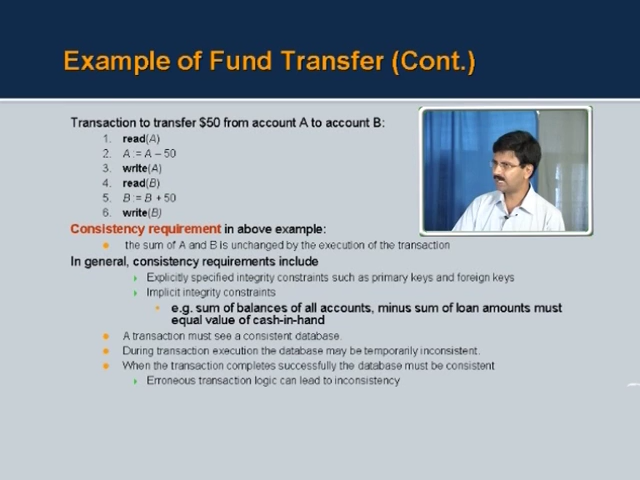 Example of Fund Transfer (Cont.)
Transaction to transfer $50 from account A to account B:
1. read(A)
2. A := A – 50
3. write(A)
4. read(B)
5. B := B + 50
6. write(B)
Consistency requirement in above example:
the sum of A and B is unchanged by the execution of the transaction
In general, consistency requirements include
Explicitly specified integrity constraints such as primary keys and foreign keys
Implicit integrity constraints
e.g. sum of balances of all accounts, minus sum of loan amounts must
equal value of cash-in-hand
A transaction must see a consistent database.
During transaction execution the database may be temporarily inconsistent.
When the transaction completes successfully the database must be consistent
Erroneous transaction logic can lead to inconsistency